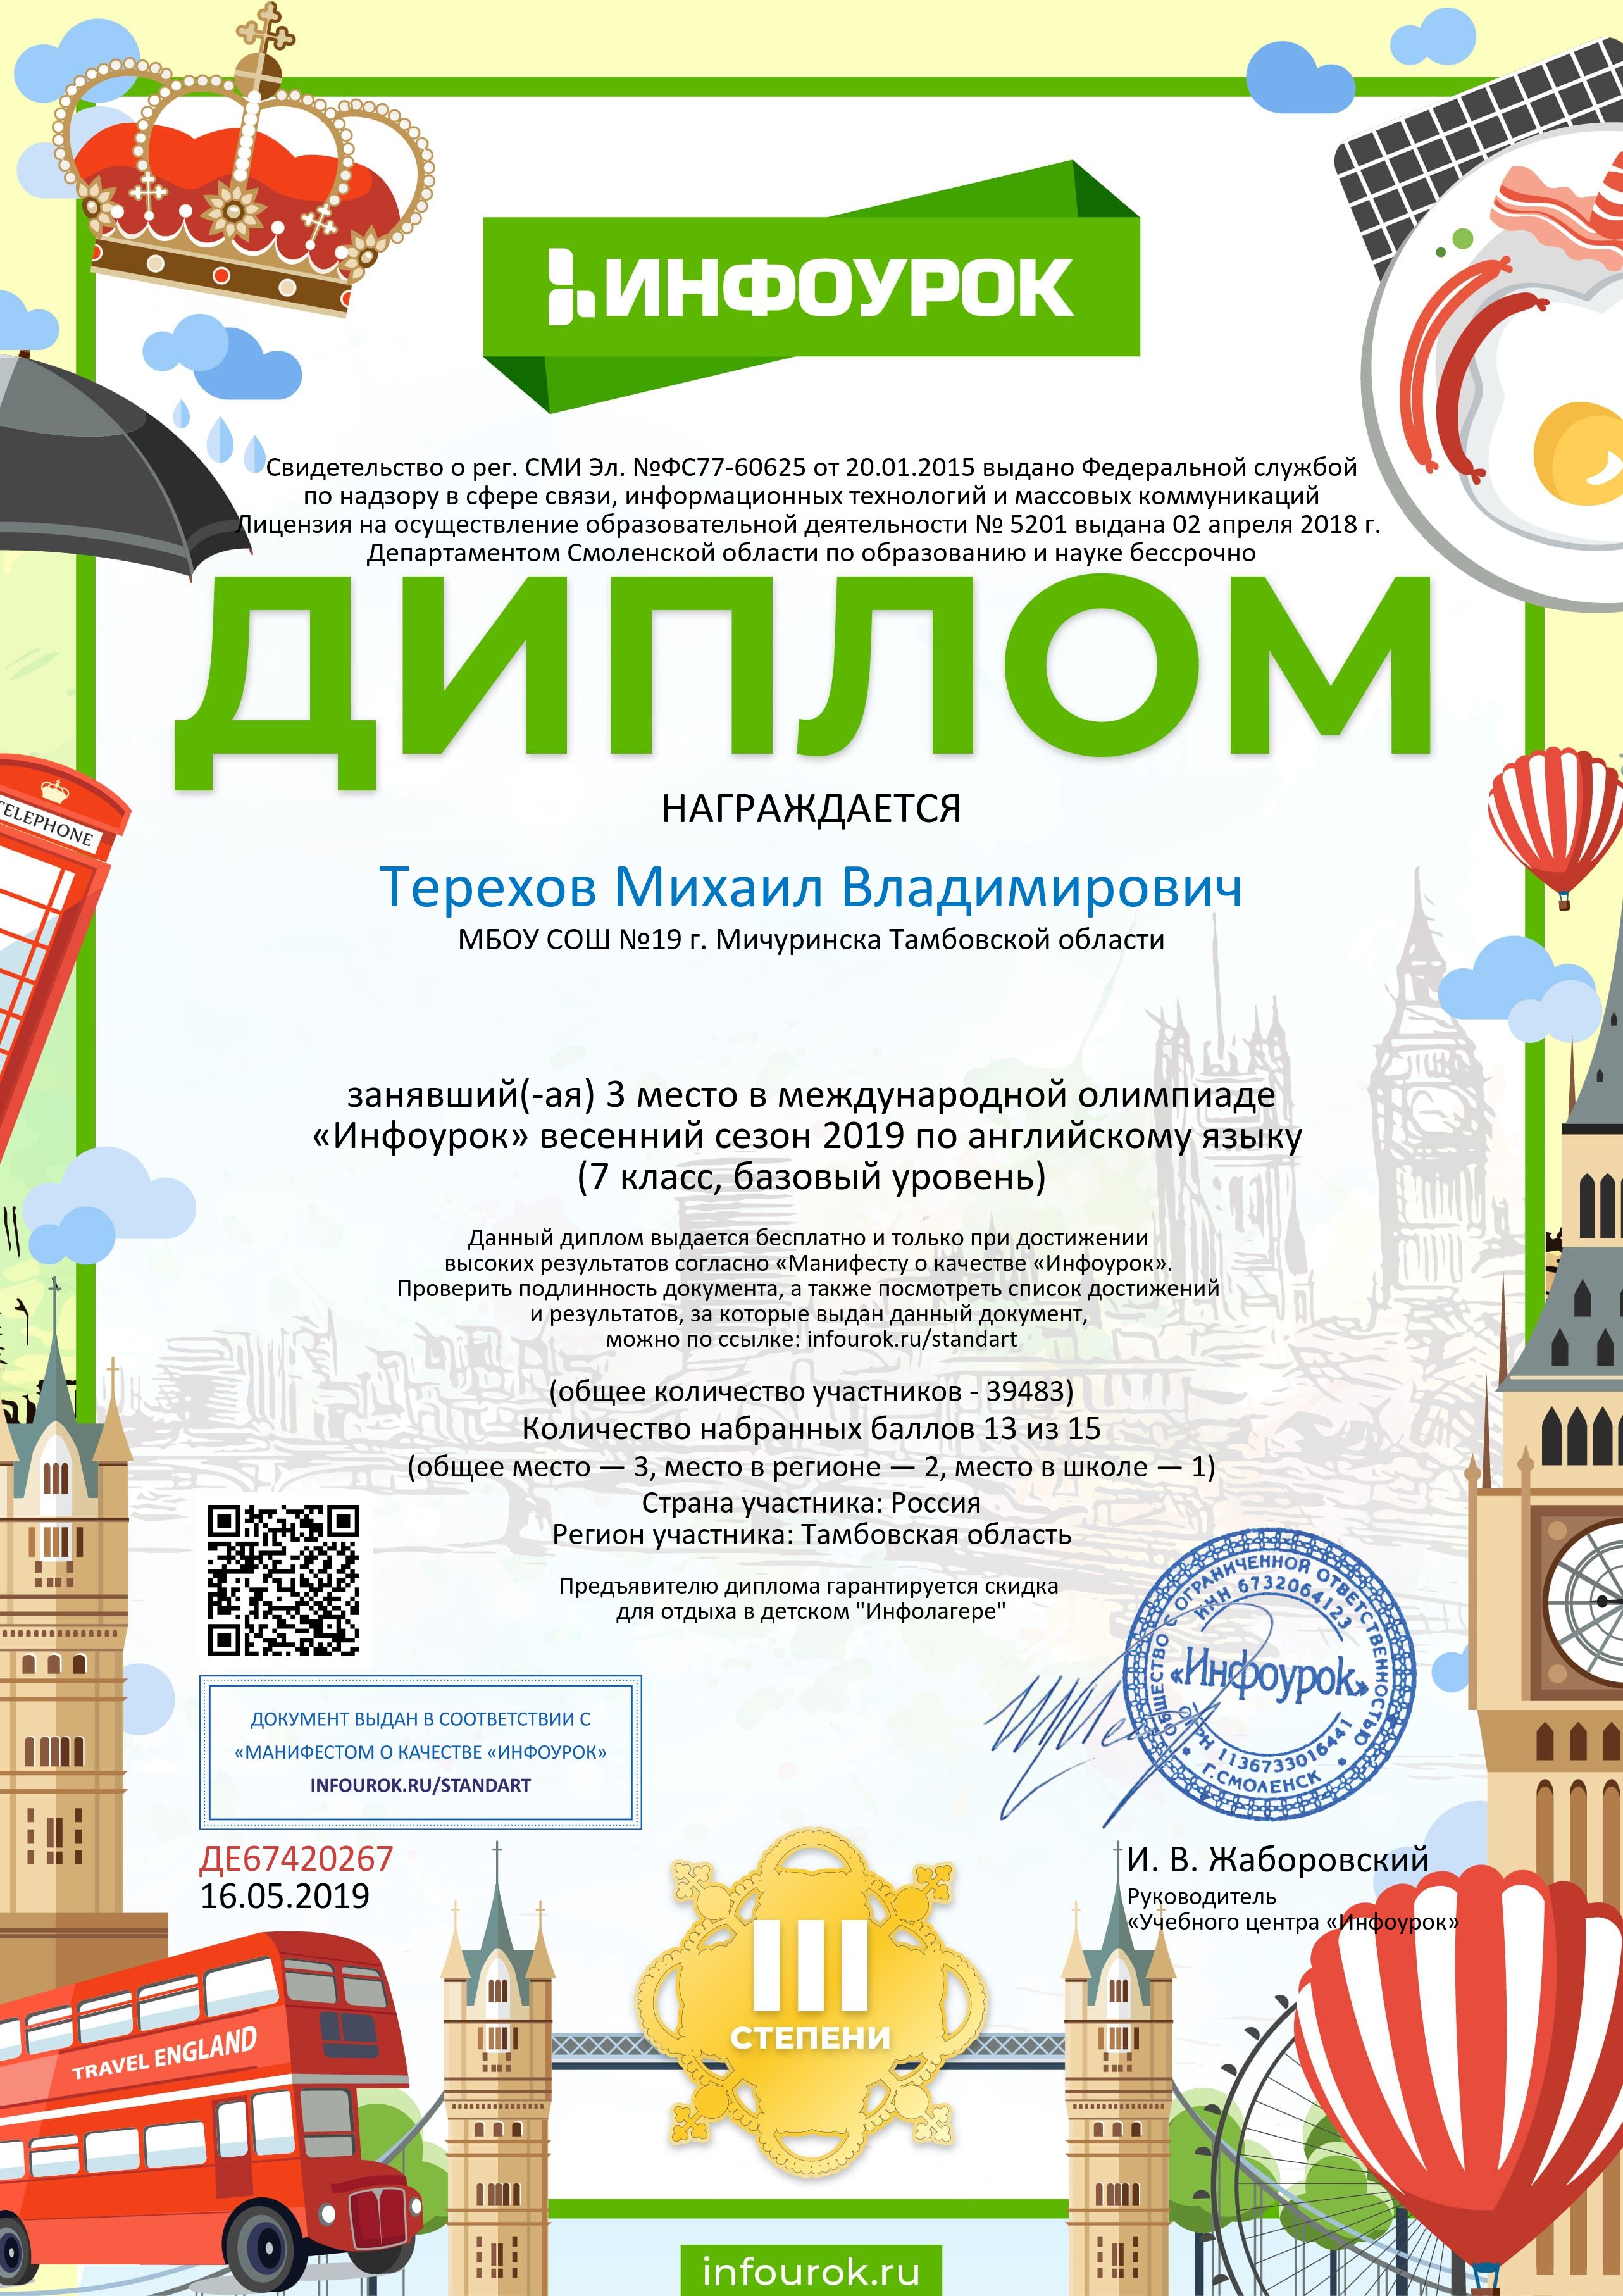 ИНФОУРОК
Свидетельство о рег. СМИ Эл. №ФС77-60625 от 20.01.2015 выдано Федеральной службой
по надзору в сфере связи, информационных технологий и массовых коммуникаций
Лицензия на осуществление образовательной деятельности № 5201 выдана 02 апреля 2018 г.
Департаментом Смоленской области по образованию и науке бессрочно
ДИПЛОМ
TELEPHONE
НАГРАЖДАЕТСЯ
Терехов Михаил Владимирович
МБОУ СОШ №19 г. Мичуринска Тамбовской области
занявший(-ая) 3 место в международной олимпиаде
«Инфоурок» весенний сезон 2019 по английскому языку
(7 класс, базовый уровень)
Данный диплом выдается бесплатно и только при достижении
высоких результатов согласно «Манифесту о качестве «Инфоурок».
Проверить подлинность документа, а также посмотреть список достижений
и результатов, за которые выдан данный документ,
можно по ссылке: infourok.ru/standart
(общее количество участников - 39483)
Количество набранных баллов 13 из 15
(общее место — 3, место в регионе — 2, место в школе — 1)
Страна участника: Россия
Регион участника: Тамбовская область
Предъявителю диплома гарантируется скидка
для отдыха в детском "Инфолагере"
ОБЩЕСТВО С ОГРАНИЧЕННОЙ ОТВЕТСТВЕННОСТЬЮ
ИНН 6732064123
«Инфоурок»
ОГРН 1136733016441
Г.СМОЛЕНСК
ДОКУМЕНТ ВЫДАН В СООТВЕТСТВИИ С
«МАНИФЕСТОМ О КАЧЕСТВЕ «ИНФОУРОК»
INFOUROK.RU/STANDART
ДЕ67420267
16.05.2019
И. В. Жаборовский
Руководитель
«Учебного центра «Инфоурок»
III
СТЕПЕНИ
TRAVEL ENGLAND
infourok.ru